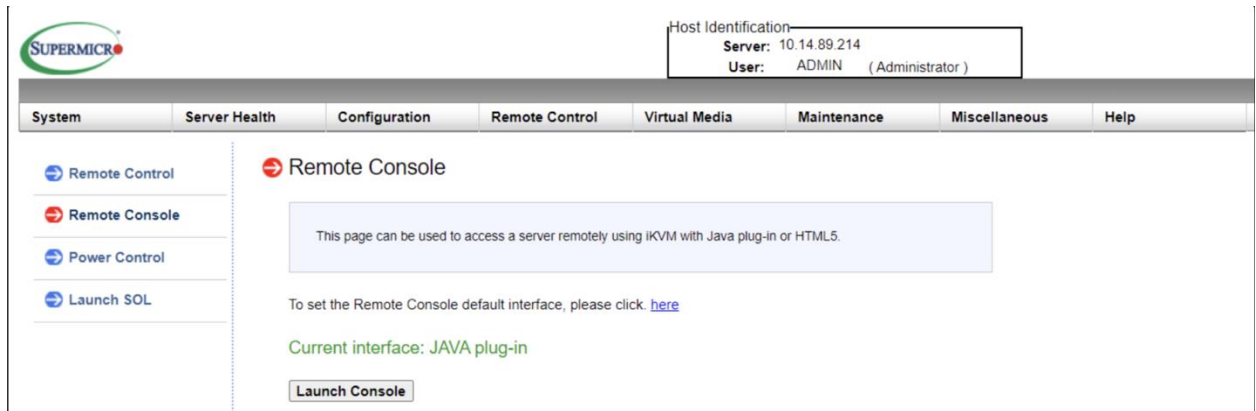 SUPERMICRO
Host Identification
Server: 10.14.89.214
User: ADMIN ( Administrator )
System Server Health Configuration Remote Control Virtual Media Maintenance Miscellaneous Help
Remote Control
Remote Console
Power Control
Launch SOL
Remote Console
This page can be used to access a server remotely using iKVM with Java plug-in or HTML5.
To set the Remote Console default interface, please click. here
Current interface: JAVA plug-in
Launch Console